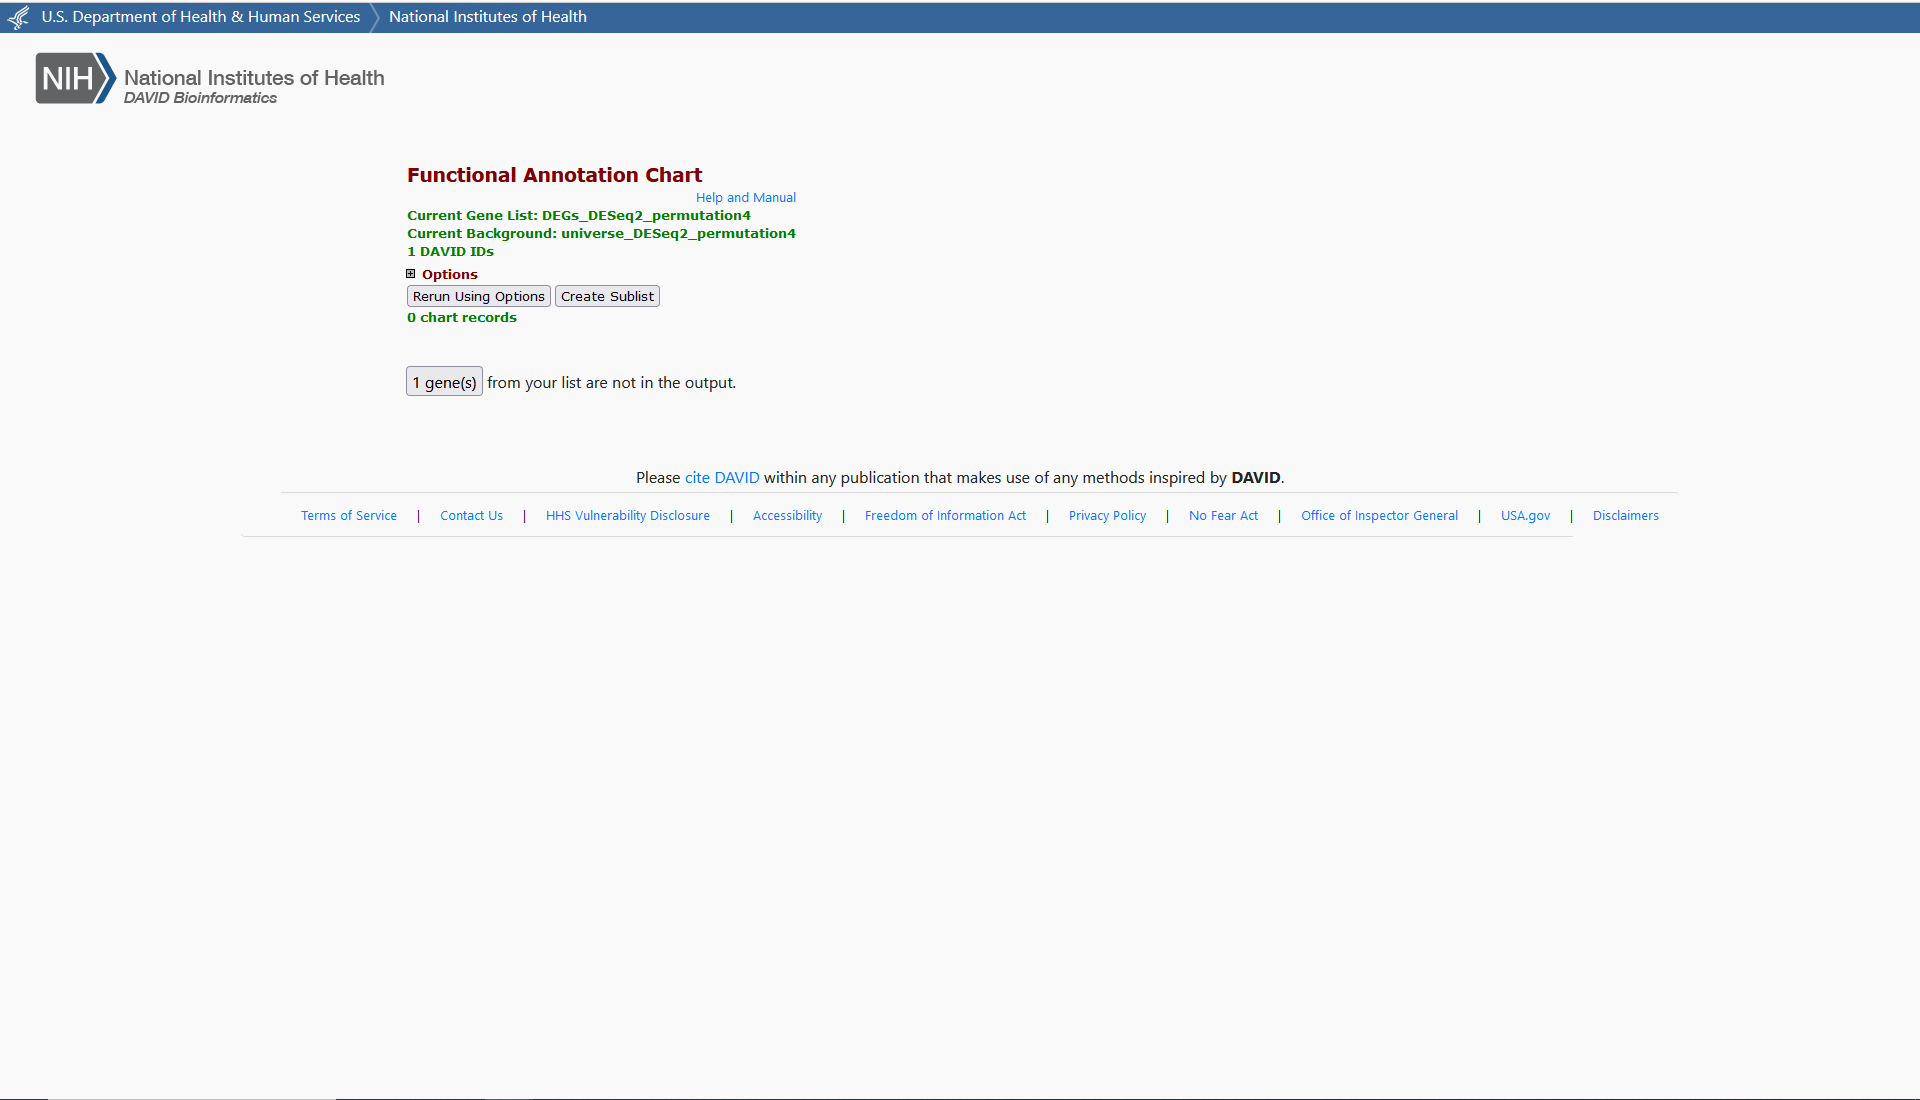 U.S. Department of Health & Human Services National Institutes of Health
NIH National Institutes of Health
DAVID Bioinformatics
Functional Annotation Chart
Help and Manual
Current Gene List: DEGs_DESeq2_permutation4
Current Background: universe_DESeq2_permutation4
1 DAVID IDs
Options
Rerun Using Options Create Sublist
0 chart records
1 gene(s) from your list are not in the output.
Please cite DAVID within any publication that makes use of any methods inspired by DAVID.
Terms of Service | Contact Us | HHS Vulnerability Disclosure | Accessibility | Freedom of Information Act | Privacy Policy | No Fear Act | Office of Inspector General | USA.gov | Disclaimers